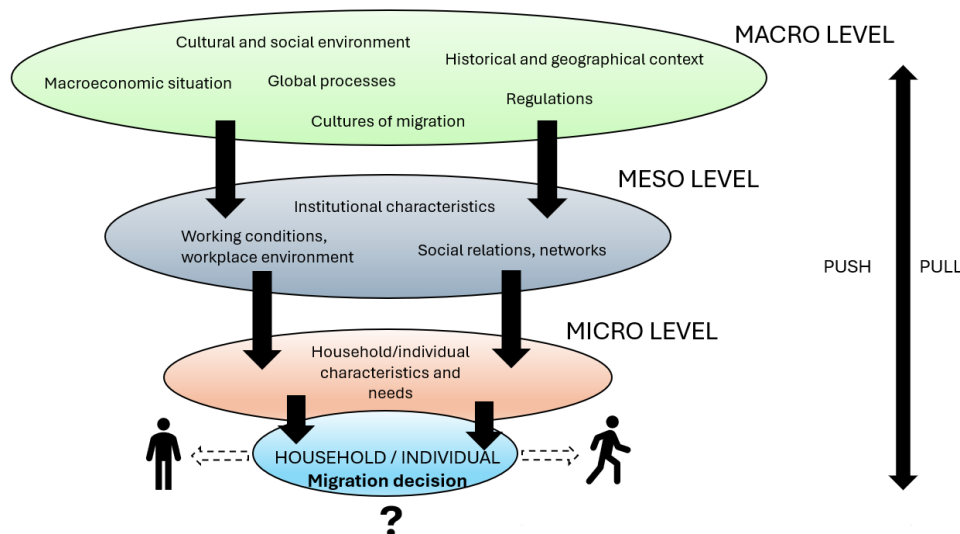 MACRO LEVEL
Cultural and social environment
Historical and geographical context
Macroeconomic situation
Global processes
Regulations
Cultures of migration
MESO LEVEL
Institutional characteristics
Working conditions,
workplace environment
Social relations, networks
PUSH
PULL
MICRO LEVEL
Household/individual
characteristics and
needs
HOUSEHOLD / INDIVIDUAL
Migration decision
?